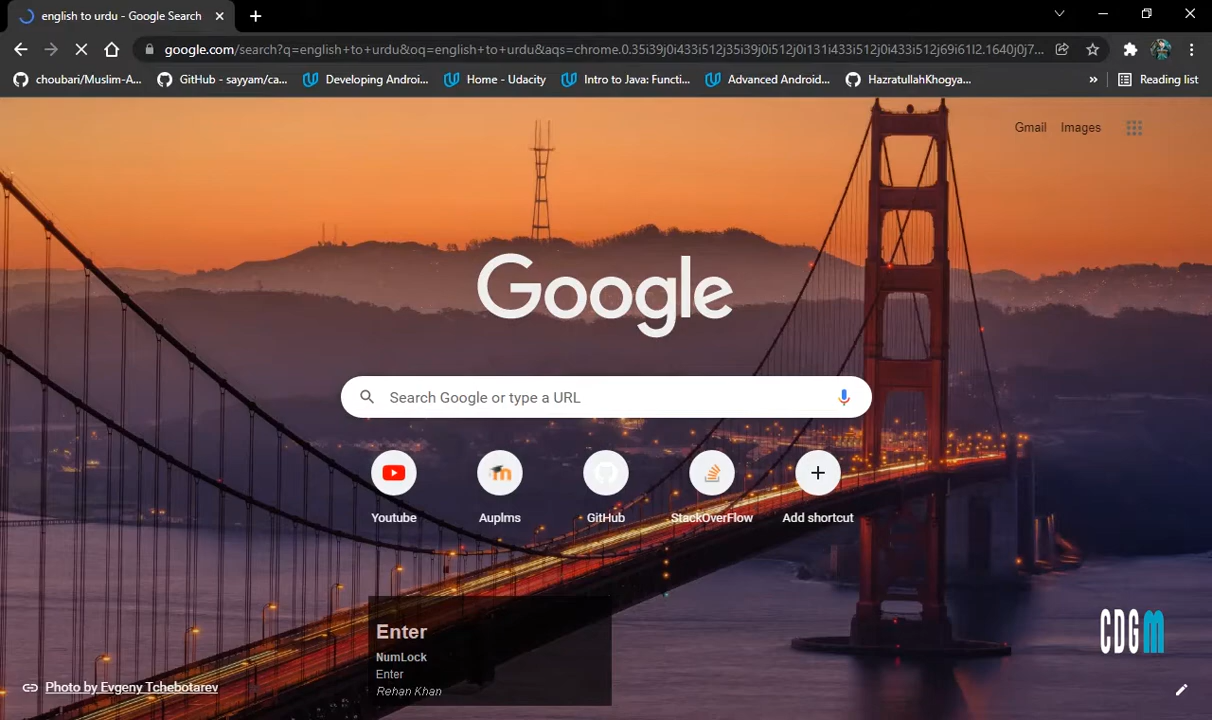 english to urdu - Google Search
google.com/search?q=english+to+urdu&oq=english+to+urdu&aqs=chrome.0.35i39j0i433i512j35i39j0i512j0i131i433i512j0i433i512j69i61l2.1640j0j7...
choubari/Muslim-A...
GitHub - sayyam/ca...
Developing Androi...
Home - Udacity
Intro to Java: Functi...
Advanced Android...
HazratullahKhogya...
»
Reading list
Gmail
Images
Google
Search Google or type a URL
Youtube
Auplms
GitHub
StackOverFlow
Add shortcut
Enter
NumLock
Enter
Rehan Khan
CDGM
Photo by Evgeny Tchebotarev